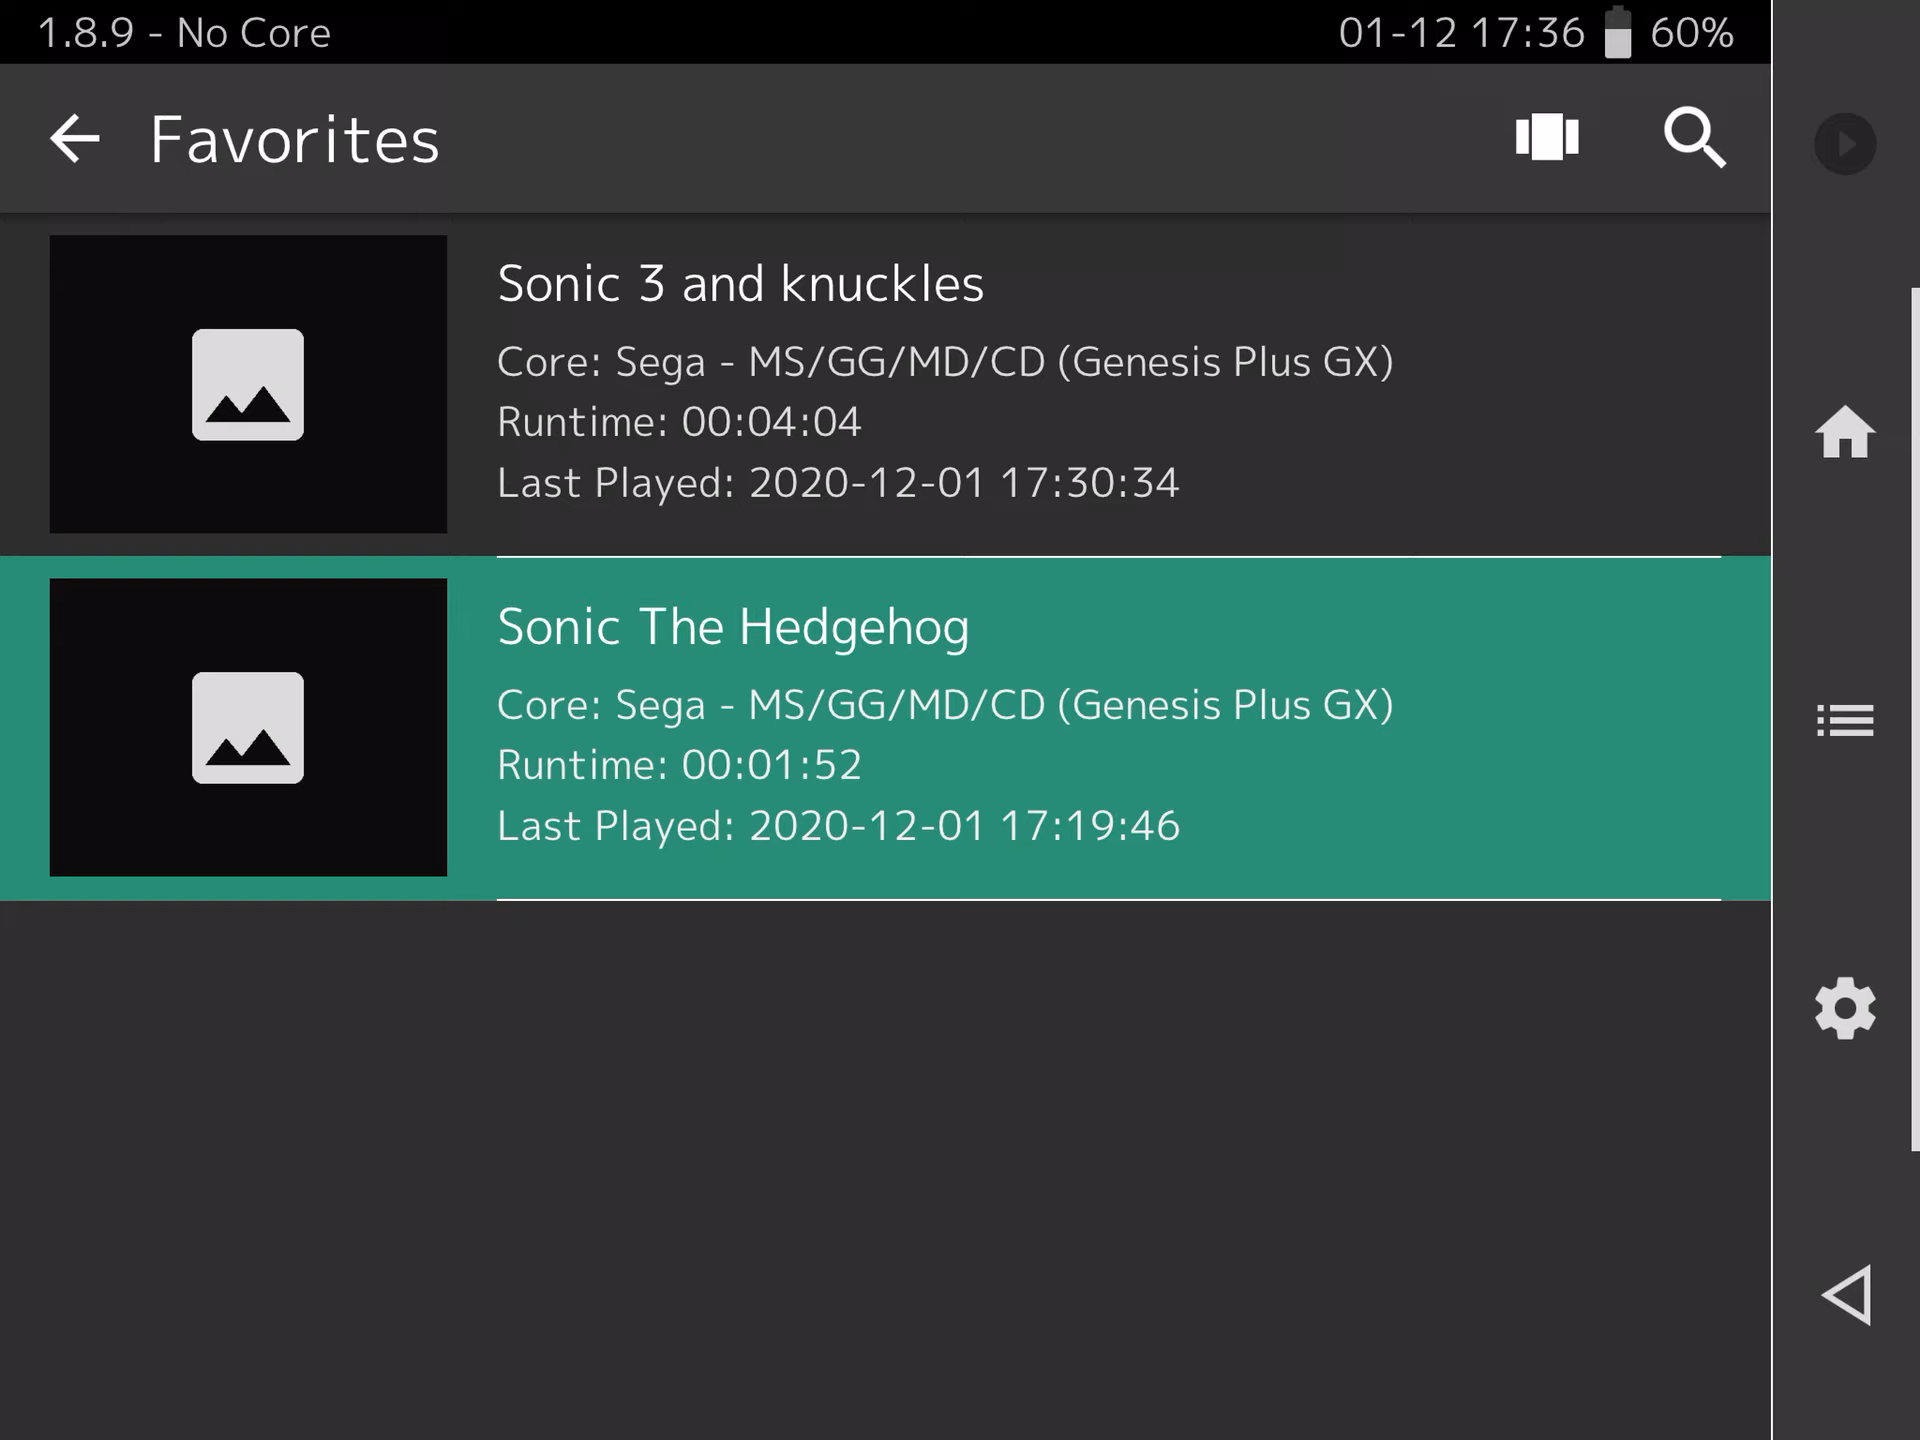 1.8.9 - No Core
01-12 17:36 60%
Favorites
Sonic 3 and knuckles
Core: Sega - MS/GG/MD/CD (Genesis Plus GX)
Runtime: 00:04:04
Last Played: 2020-12-01 17:30:34
Sonic The Hedgehog
Core: Sega - MS/GG/MD/CD (Genesis Plus GX)
Runtime: 00:01:52
Last Played: 2020-12-01 17:19:46